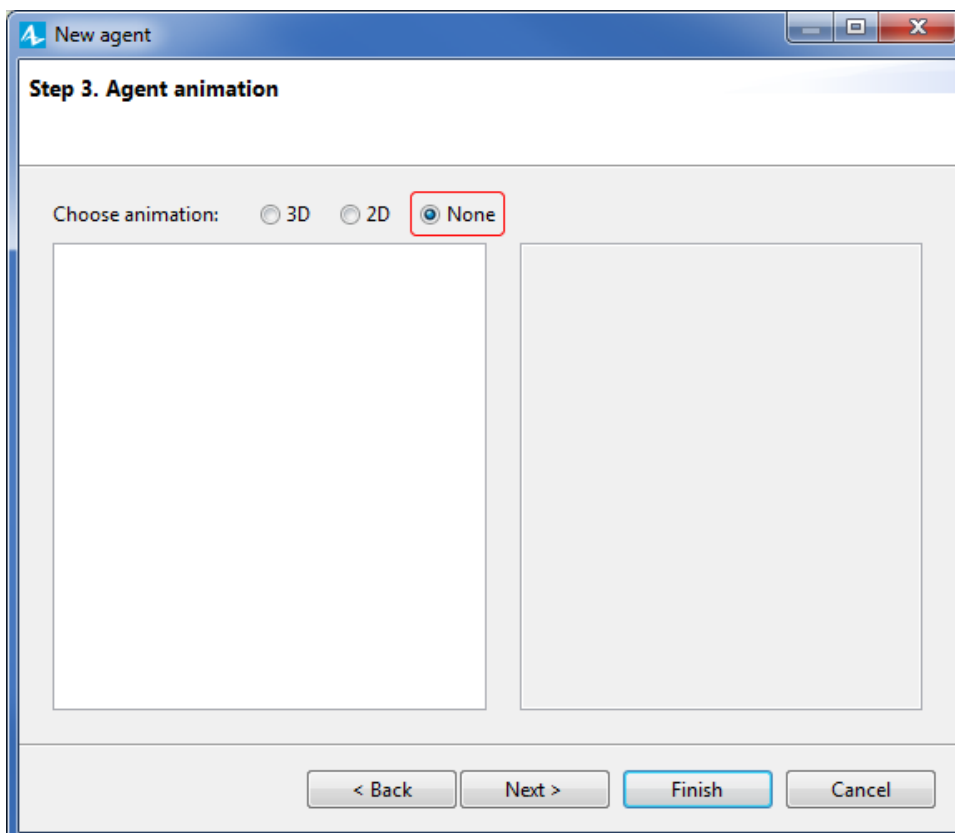 New agent
Step 3. Agent animation
Choose animation: 3D 2D None
< Back Next > Finish Cancel